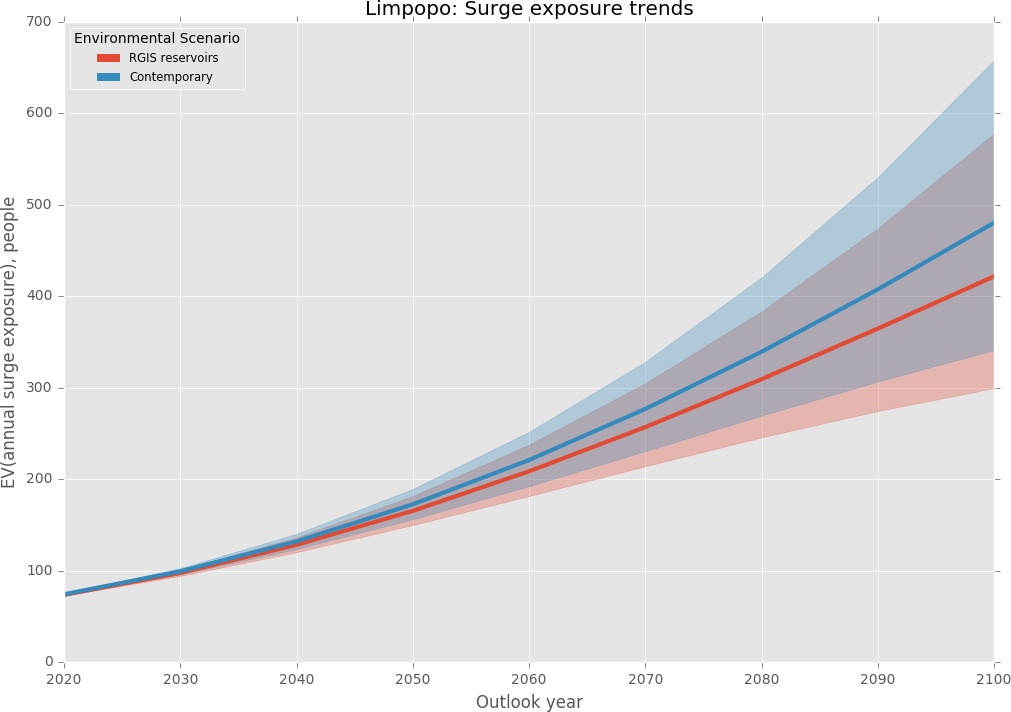 Limpopo: Surge exposure trends
Environmental Scenario
RGIS reservoirs
Contemporary
EV(annual surge exposure), people
700
600
500
400
300
200
100
0
2020 2030 2040 2050 2060 2070 2080 2090 2100
Outlook year